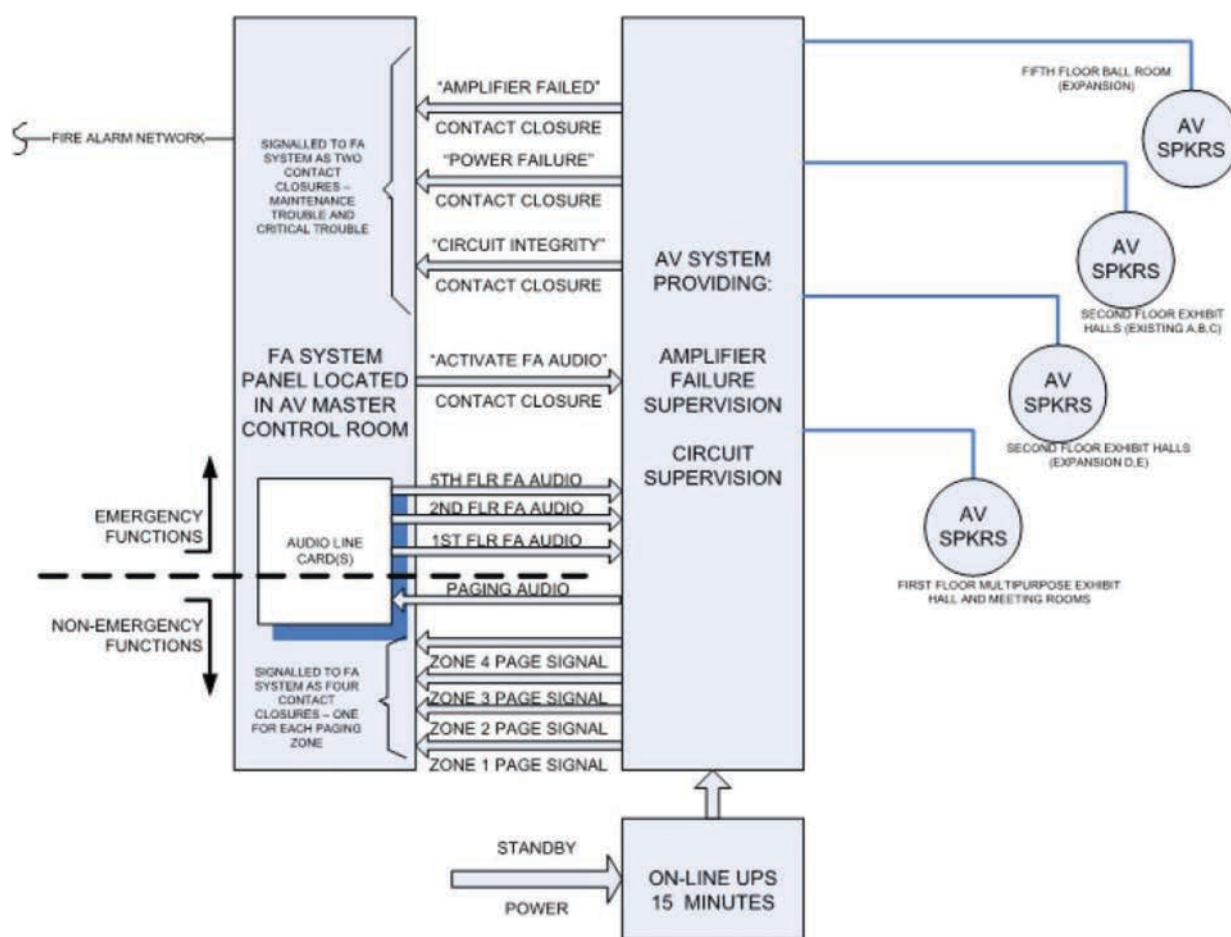 FIRE ALARM NETWORK
SIGNALLED TO FA
SYSTEM AS TWO
CONTACT
CLOSURES –
MAINTENANCE
TROUBLE AND
CRITICAL TROUBLE
FA SYSTEM
PANEL LOCATED
IN AV MASTER
CONTROL ROOM
EMERGENCY
FUNCTIONS
AUDIO LINE
CARD(S)
NON-EMERGENCY
FUNCTIONS
SIGNALLED TO FA
SYSTEM AS FOUR
CONTACT
CLOSURES – ONE
FOR EACH PAGING
ZONE
"AMPLIFIER FAILED"
CONTACT CLOSURE
"POWER FAILURE"
CONTACT CLOSURE
"CIRCUIT INTEGRITY"
CONTACT CLOSURE
"ACTIVATE FA AUDIO"
CONTACT CLOSURE
5TH FLR FA AUDIO
2ND FLR FA AUDIO
1ST FLR FA AUDIO
PAGING AUDIO
ZONE 4 PAGE SIGNAL
ZONE 3 PAGE SIGNAL
ZONE 2 PAGE SIGNAL
ZONE 1 PAGE SIGNAL
AV SYSTEM
PROVIDING:
AMPLIFIER
FAILURE
SUPERVISION
CIRCUIT
SUPERVISION
STANDBY
POWER
ON-LINE UPS
15 MINUTES
FIFTH FLOOR BALL ROOM
(EXPANSION)
AV
SPKRS
AV
SPKRS
SECOND FLOOR EXHIBIT
HALLS (EXISTING A,B,C)
AV
SPKRS
SECOND FLOOR EXHIBIT HALLS
(EXPANSION D,E)
AV
SPKRS
FIRST FLOOR MULTIPURPOSE EXHIBIT
HALL AND MEETING ROOMS